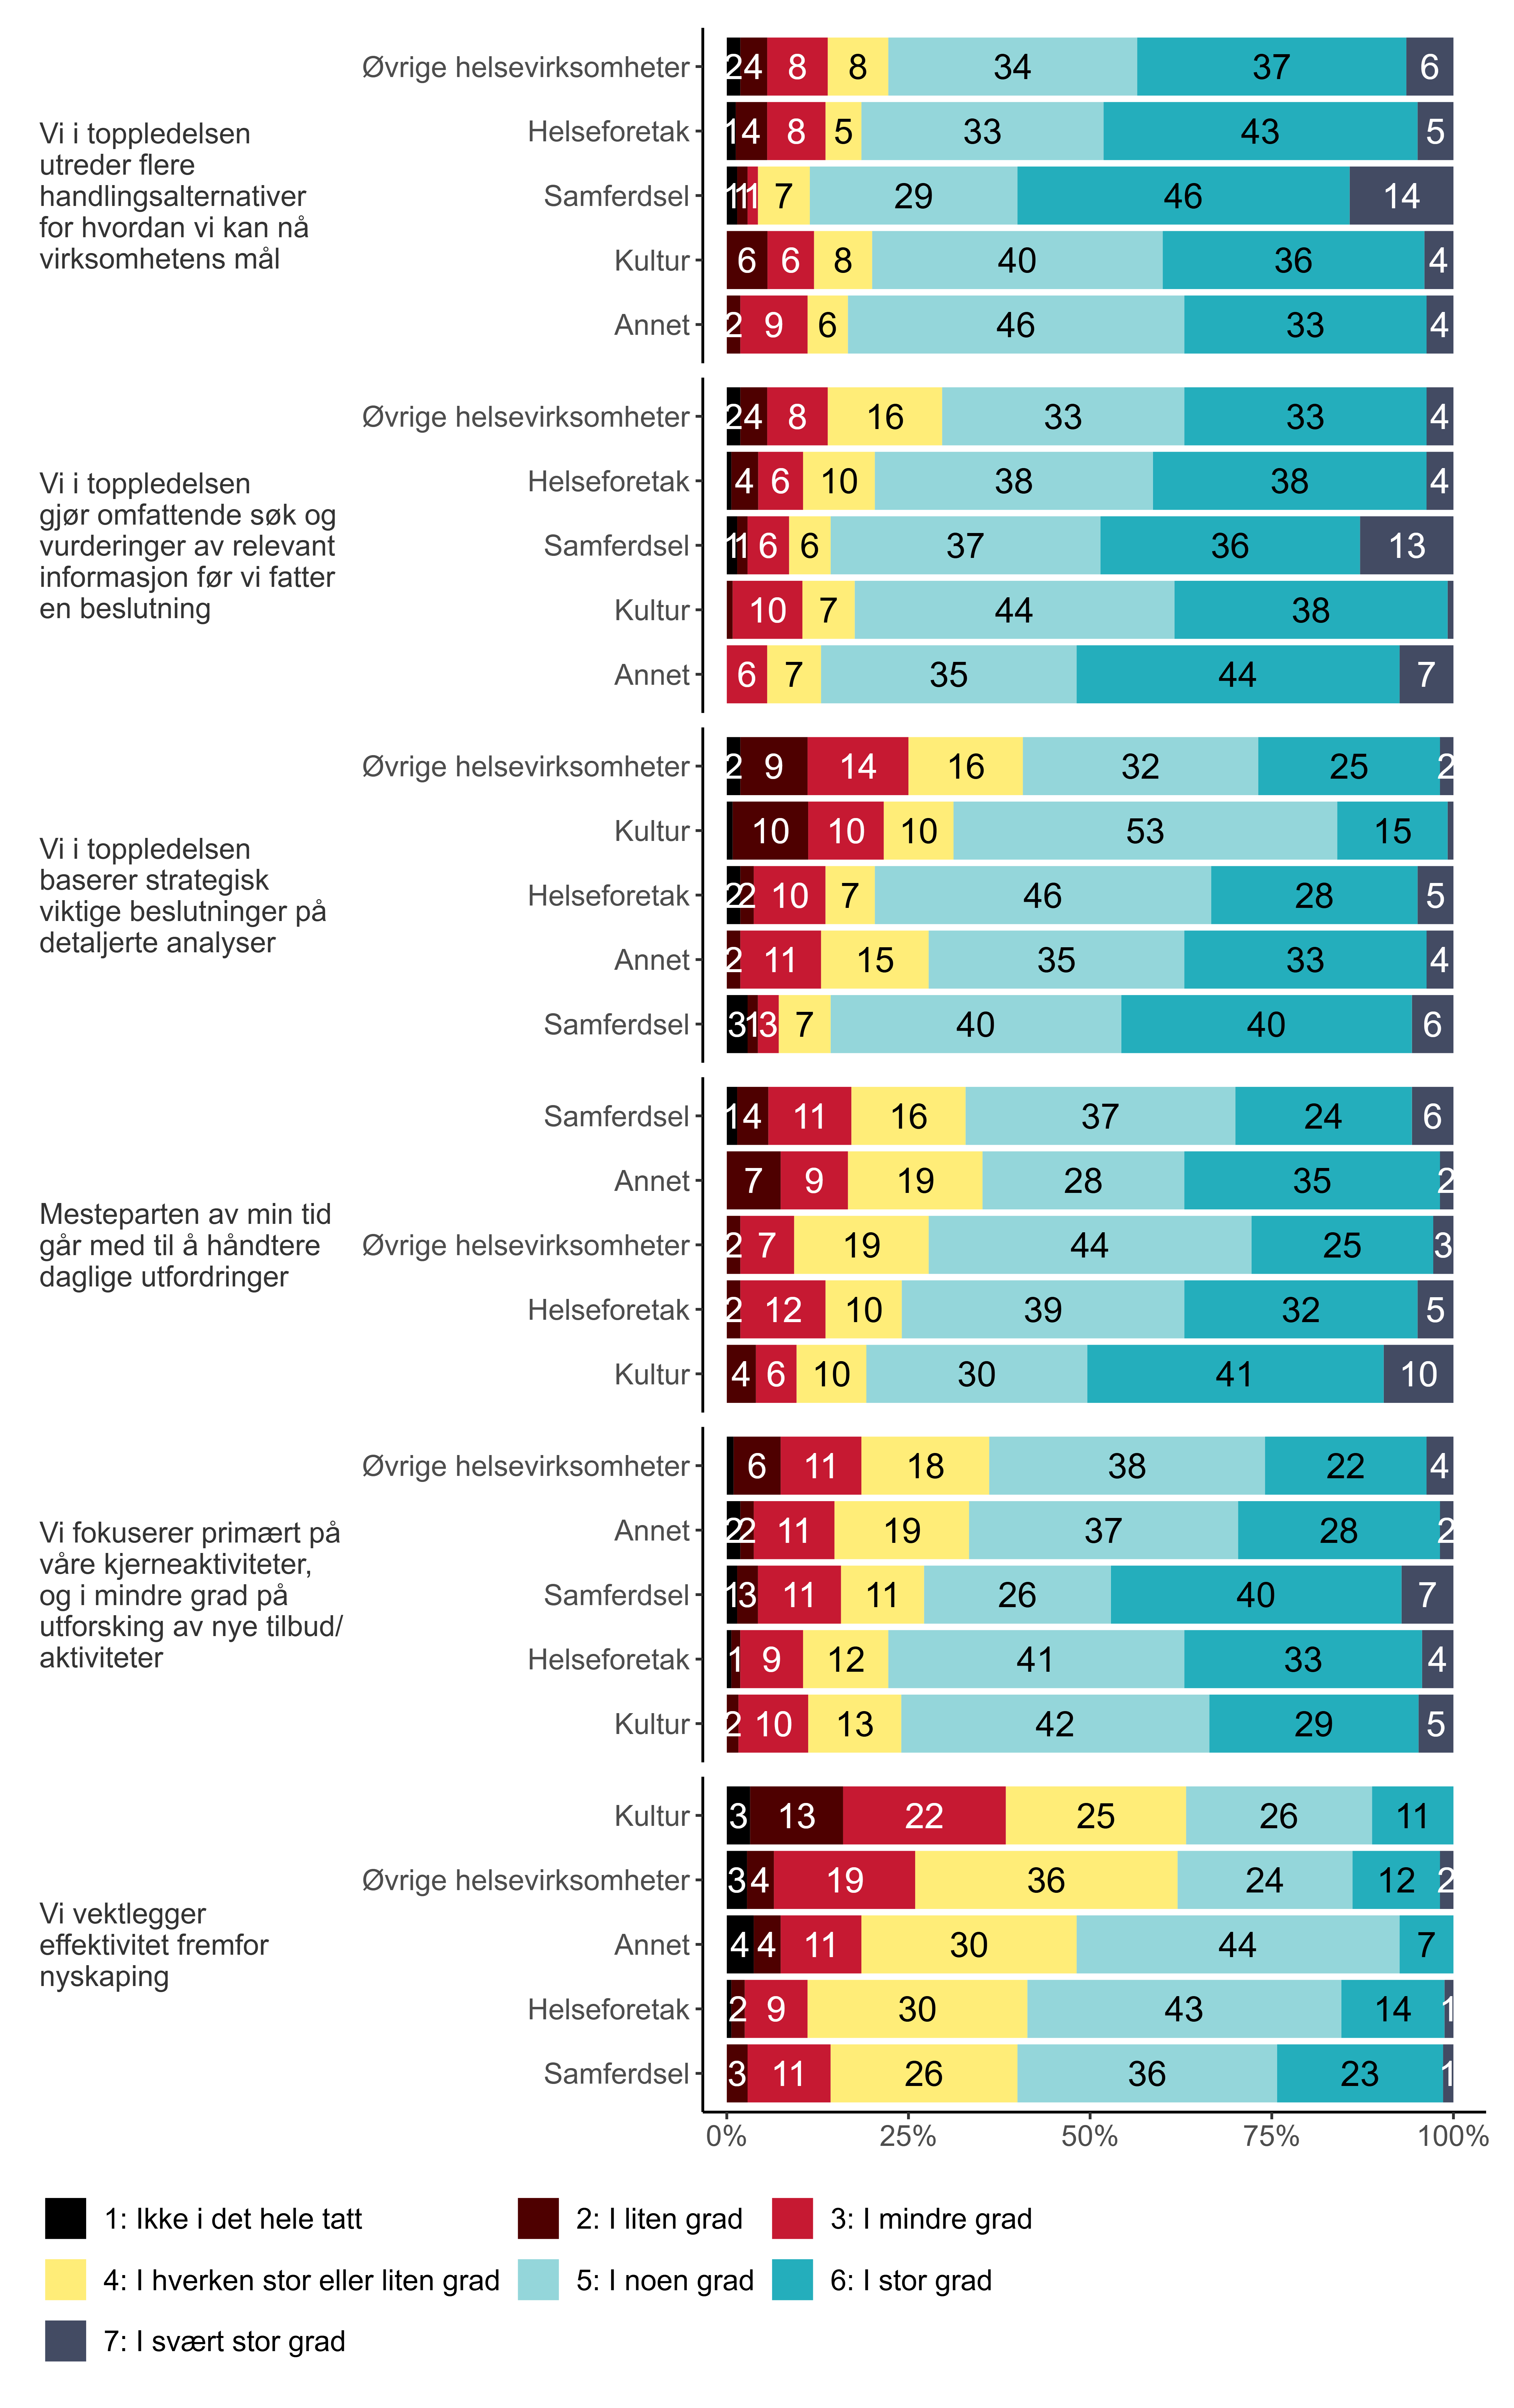 Vi i toppledelsen
utreder flere
handlingsalternativer
for hvordan vi kan nå
virksomhetens mål
Øvrige helsevirksomheter 2 4 8 8 34 37 6
Helseforetak 1 4 8 5 33 43 5
Samferdsel 1 1 1 7 29 46 14
Kultur 6 6 8 40 36 4
Annet 2 9 6 46 33 4
Vi i toppledelsen
gjør omfattende søk og
vurderinger av relevant
informasjon før vi fatter
en beslutning
Øvrige helsevirksomheter 2 4 8 16 33 33 4
Helseforetak 4 6 10 38 38 4
Samferdsel 1 1 6 6 37 36 13
Kultur 10 7 44 38
Annet 6 7 35 44 7
Vi i toppledelsen
baserer strategisk
viktige beslutninger på
detaljerte analyser
Øvrige helsevirksomheter 2 9 14 16 32 25 2
Kultur 10 10 10 53 15
Helseforetak 2 2 10 7 46 28 5
Annet 2 11 15 35 33 4
Samferdsel 3 1 3 7 40 40 6
Mesteparten av min tid
går med til å håndtere
daglige utfordringer
Samferdsel 1 4 11 16 37 24 6
Annet 7 9 19 28 35 2
Øvrige helsevirksomheter 2 7 19 44 25 3
Helseforetak 2 12 10 39 32 5
Kultur 4 6 10 30 41 10
Vi fokuserer primært på
våre kjerneaktiviteter,
og i mindre grad på
utforsking av nye tilbud/
aktiviteter
Øvrige helsevirksomheter 6 11 18 38 22 4
Annet 2 2 11 19 37 28 2
Samferdsel 1 3 11 11 26 40 7
Helseforetak 1 9 12 41 33 4
Kultur 2 10 13 42 29 5
Vi vektlegger
effektivitet fremfor
nyskaping
Kultur 3 13 22 25 26 11
Øvrige helsevirksomheter 3 4 19 36 24 12 2
Annet 4 4 11 30 44 7
Helseforetak 2 9 30 43 14 1
Samferdsel 3 11 26 36 23 1
0% 25% 50% 75% 100%
1: Ikke i det hele tatt 2: I liten grad 3: I mindre grad
4: I hverken stor eller liten grad 5: I noen grad 6: I stor grad
7: I svært stor grad